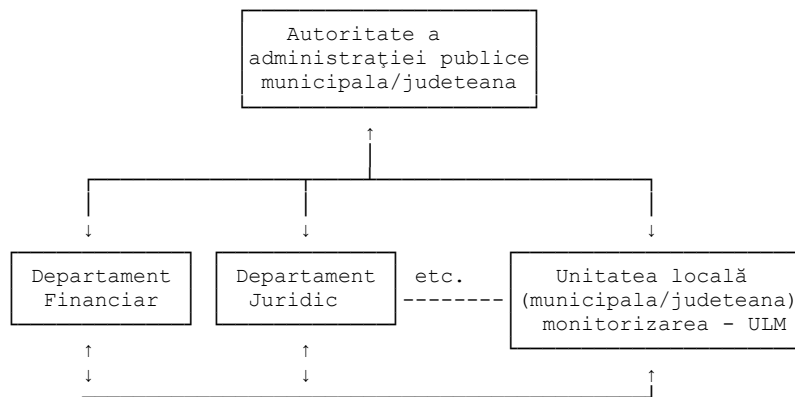 Autoritate a
administraţiei publice
municipala/judeteana
Departament
Financiar
Departament
Juridic
etc.
Unitatea locală
(municipala/judeteana)
monitorizarea - ULM